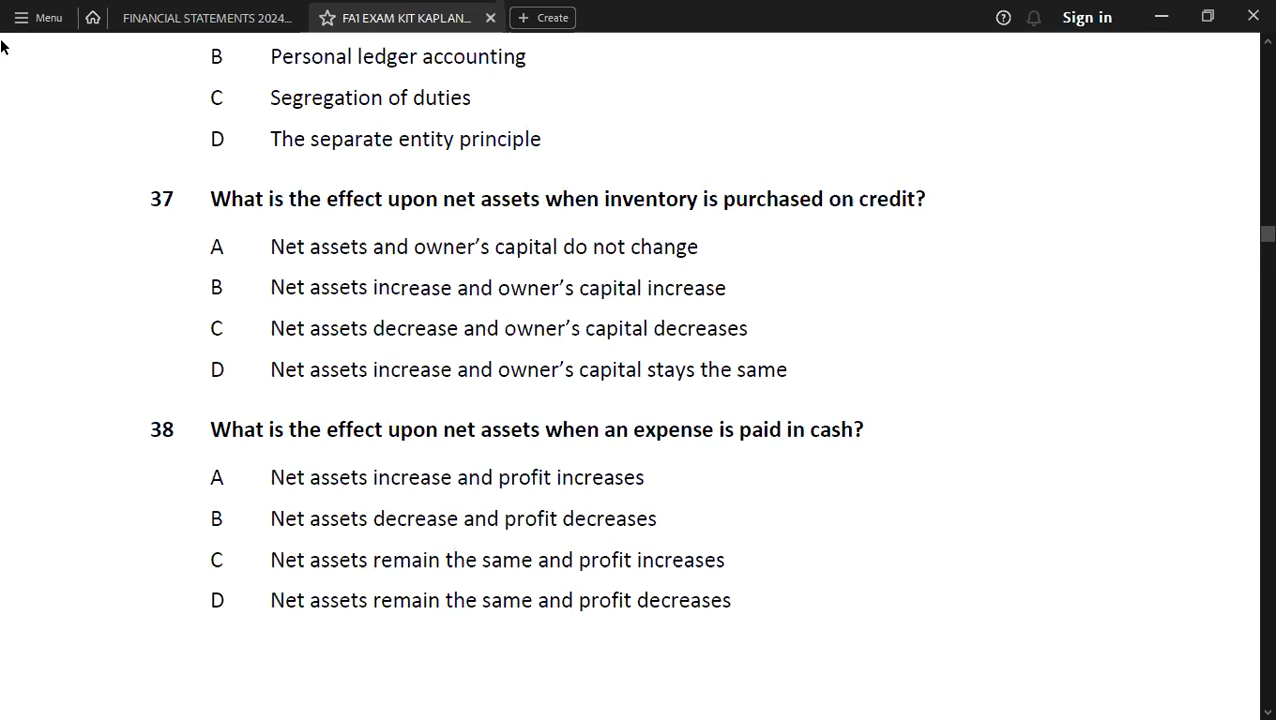 Menu FINANCIAL STATEMENTS 2024... FA1 EXAM KIT KAPLAN... Create Sign in
B Personal ledger accounting
C Segregation of duties
D The separate entity principle
37 What is the effect upon net assets when inventory is purchased on credit?
A Net assets and owner's capital do not change
B Net assets increase and owner's capital increase
C Net assets decrease and owner's capital decreases
D Net assets increase and owner's capital stays the same
38 What is the effect upon net assets when an expense is paid in cash?
A Net assets increase and profit increases
B Net assets decrease and profit decreases
C Net assets remain the same and profit increases
D Net assets remain the same and profit decreases